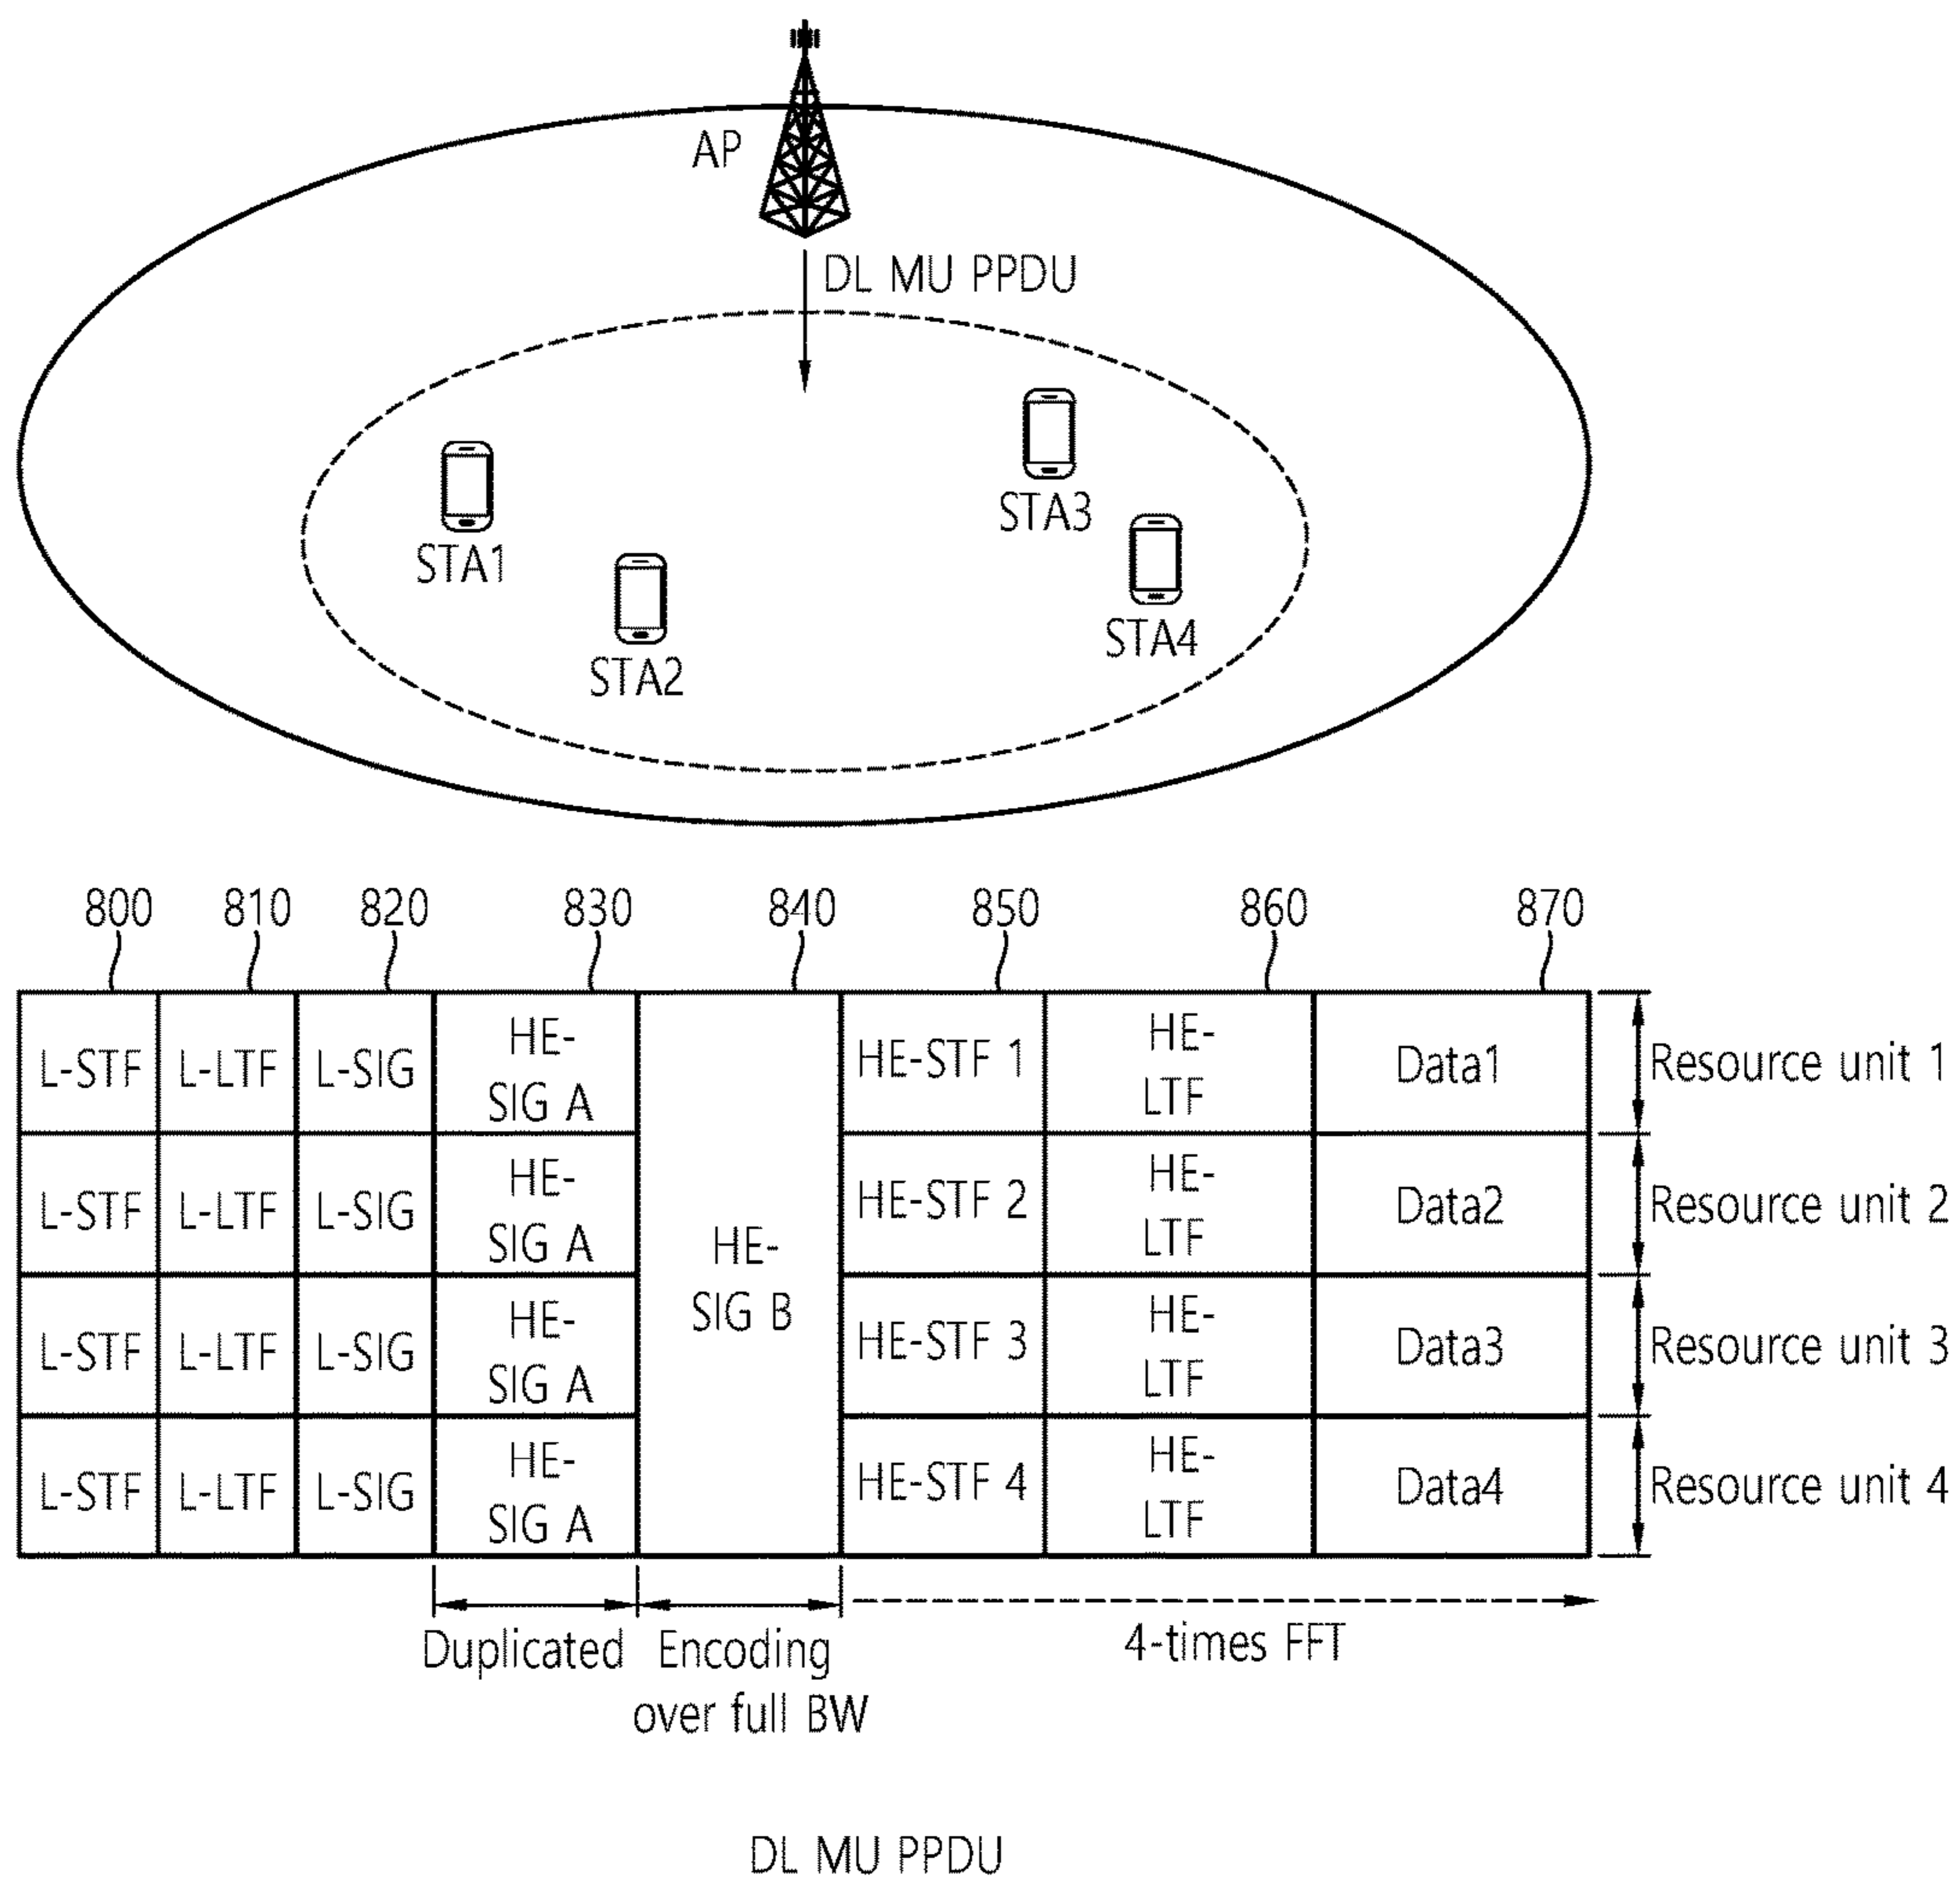 AP
DL MU PPDU
STA1
STA2
STA3
STA4
800 810 820 830 840 850 860 870
L-STF L-LTF L-SIG HE-
SIG A HE-STF 1 HE-
LTF Data1 Resource unit 1
L-STF L-LTF L-SIG HE-
SIG A HE-STF 2 HE-
LTF Data2 Resource unit 2
HE-
SIG B
L-STF L-LTF L-SIG HE-
SIG A HE-STF 3 HE-
LTF Data3 Resource unit 3
L-STF L-LTF L-SIG HE-
SIG A HE-STF 4 HE-
LTF Data4 Resource unit 4
Duplicated
Encoding
over full BW
4-times FFT
DL MU PPDU